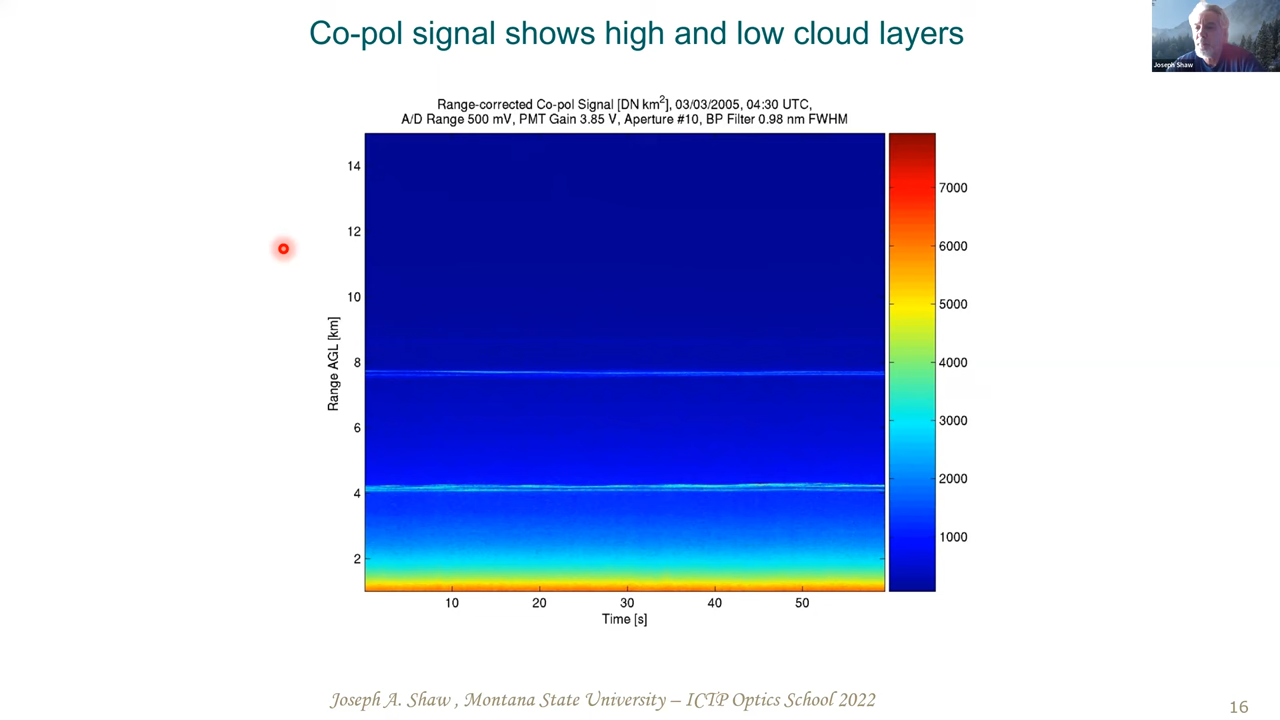 Co-pol signal shows high and low cloud layers
Joseph Shaw
Range-corrected Co-pol Signal [DN km2], 03/03/2005, 04:30 UTC,
A/D Range 500 mV, PMT Gain 3.85 V, Aperture #10, BP Filter 0.98 nm FWHM
Range AGL [km]
14
12
10
8
6
4
2
10 20 30 40 50
Time [s]
7000
6000
5000
4000
3000
2000
1000
Joseph A. Shaw , Montana State University – ICTP Optics School 2022
16